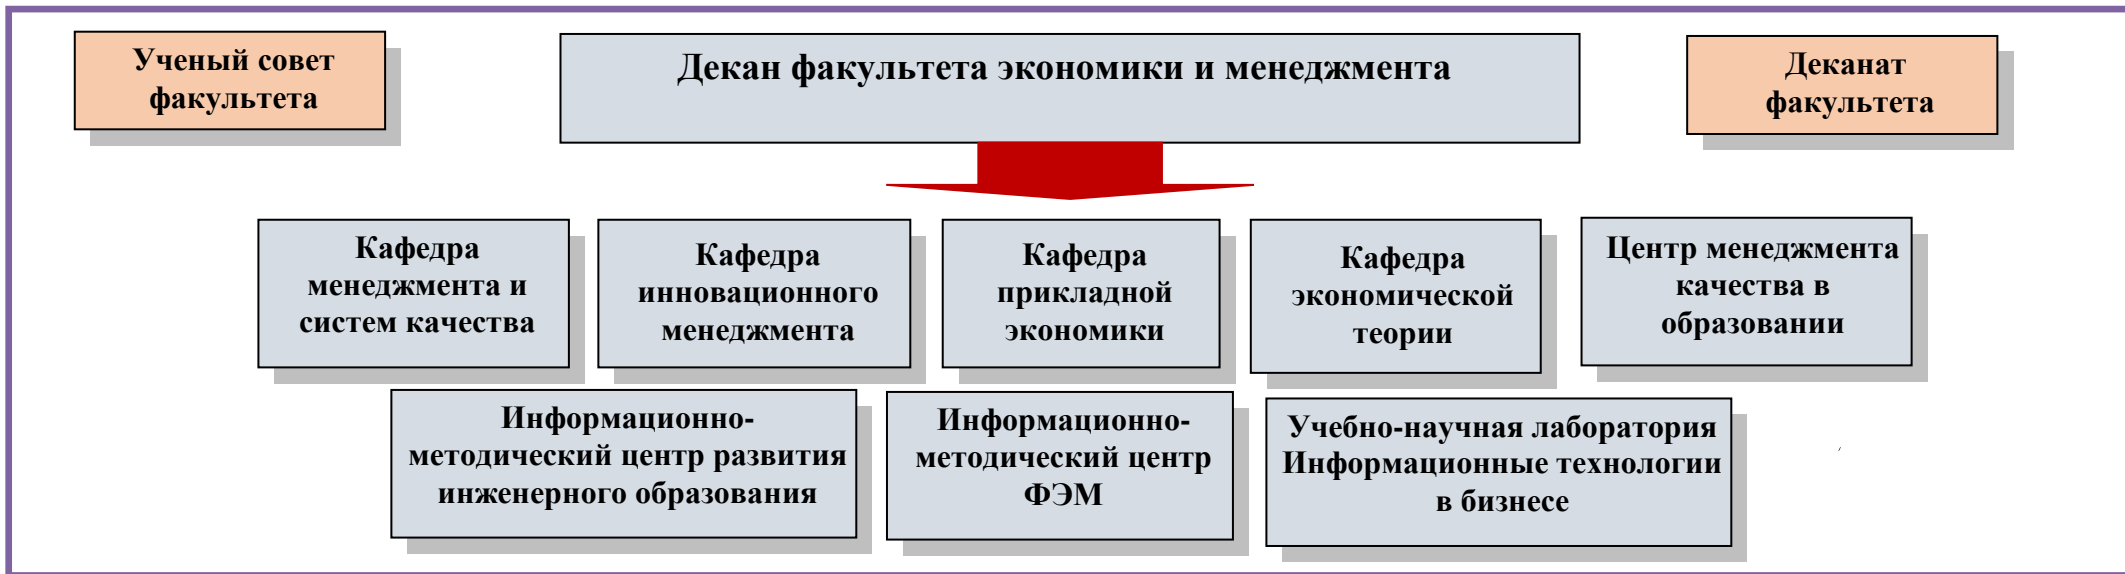 Ученый совет
факультета
Декан факультета экономики и менеджмента
Деканат
факультета
Кафедра
менеджмента и
систем качества
Кафедра
инновационного
менеджмента
Кафедра
прикладной
экономики
Кафедра
экономической
теории
Центр менеджмента
качества в
образовании
Информационно-
методический центр развития
инженерного образования
Информационно-
методический центр
ФЭМ
Учебно-научная лаборатория
Информационные технологии
в бизнесе